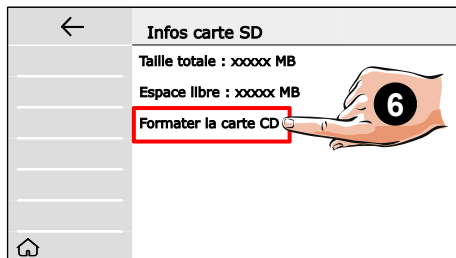 Infos carte SD
Taille totale : xxxxx MB
Espace libre : xxxxx MB
Formater la carte CD
6